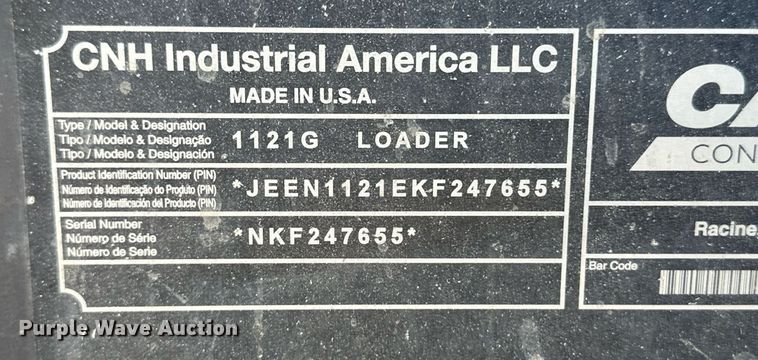 CNH Industrial America LLC
MADE IN U.S.A.
Type / Model & Designation
Tipo / Modelo & Designação
Tipo / Modelo & Designación
1121G LOADER
Product Identification Number (PIN)
Número de Identificação do Produto (PIN)
Número de Identificación del Producto (PIN)
*JEEN1121EKF247655*
Serial Number
Número de Série
Número de Serie
*NKF247655*
CA
CON
Racine
Bar Code
Purple Wave Auction